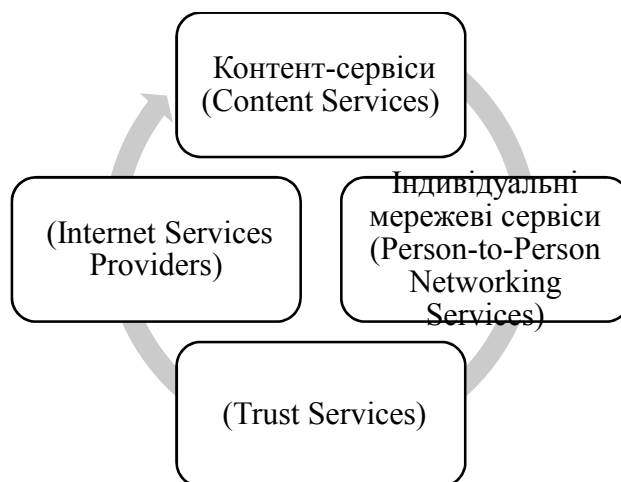 Контент-сервіси
(Content Services)
Індивідуальні
мережеві сервіси
(Person-to-Person
Networking
Services)
(Internet Services
Providers)
(Trust Services)